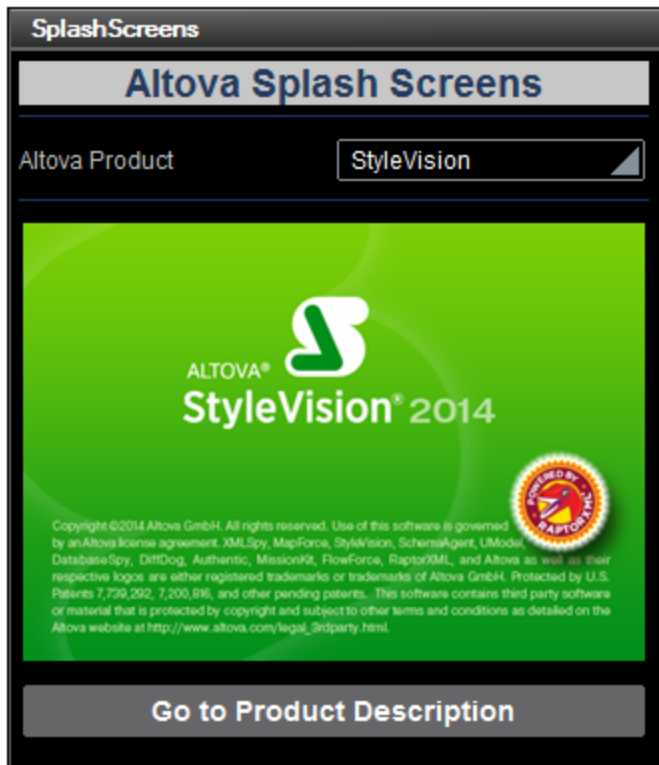 SplashScreens
Altova Splash Screens
Altova Product
StyleVision
ALTOVA®
StyleVision® 2014
POWERED BY
RAPTORXML
Copyright ©2014 Altova GmbH. All rights reserved. Use of this software is governed
by an Altova license agreement. XMLSpy, MapForce, StyleVision, SchemaAgent, UModel,
DatabaseSpy, DiffDog, Authentic, MissionKit, FlowForce, RaptorXML, and Altova as well as their
respective logos are either registered trademarks or trademarks of Altova GmbH. Protected by U.S.
Patents 7,739,292, 7,200,816, and other pending patents. This software contains third party software
or material that is protected by copyright and subject to other terms and conditions as detailed on the
Altova website at http://www.altova.com/legal_3rdparty.html.
Go to Product Description